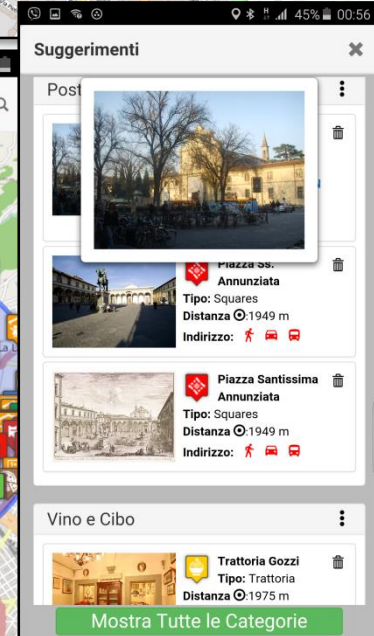 45% 00:56
Suggerimenti
Post
Piazza Ss.
Annunziata
Tipo: Squares
Distanza :1949 m
Indirizzo:
Piazza Santissima
Annunziata
Tipo: Squares
Distanza :1949 m
Indirizzo:
Vino e Cibo
Trattoria Gozzi
Tipo: Trattoria
Distanza :1975 m
Mostra Tutte le Categorie